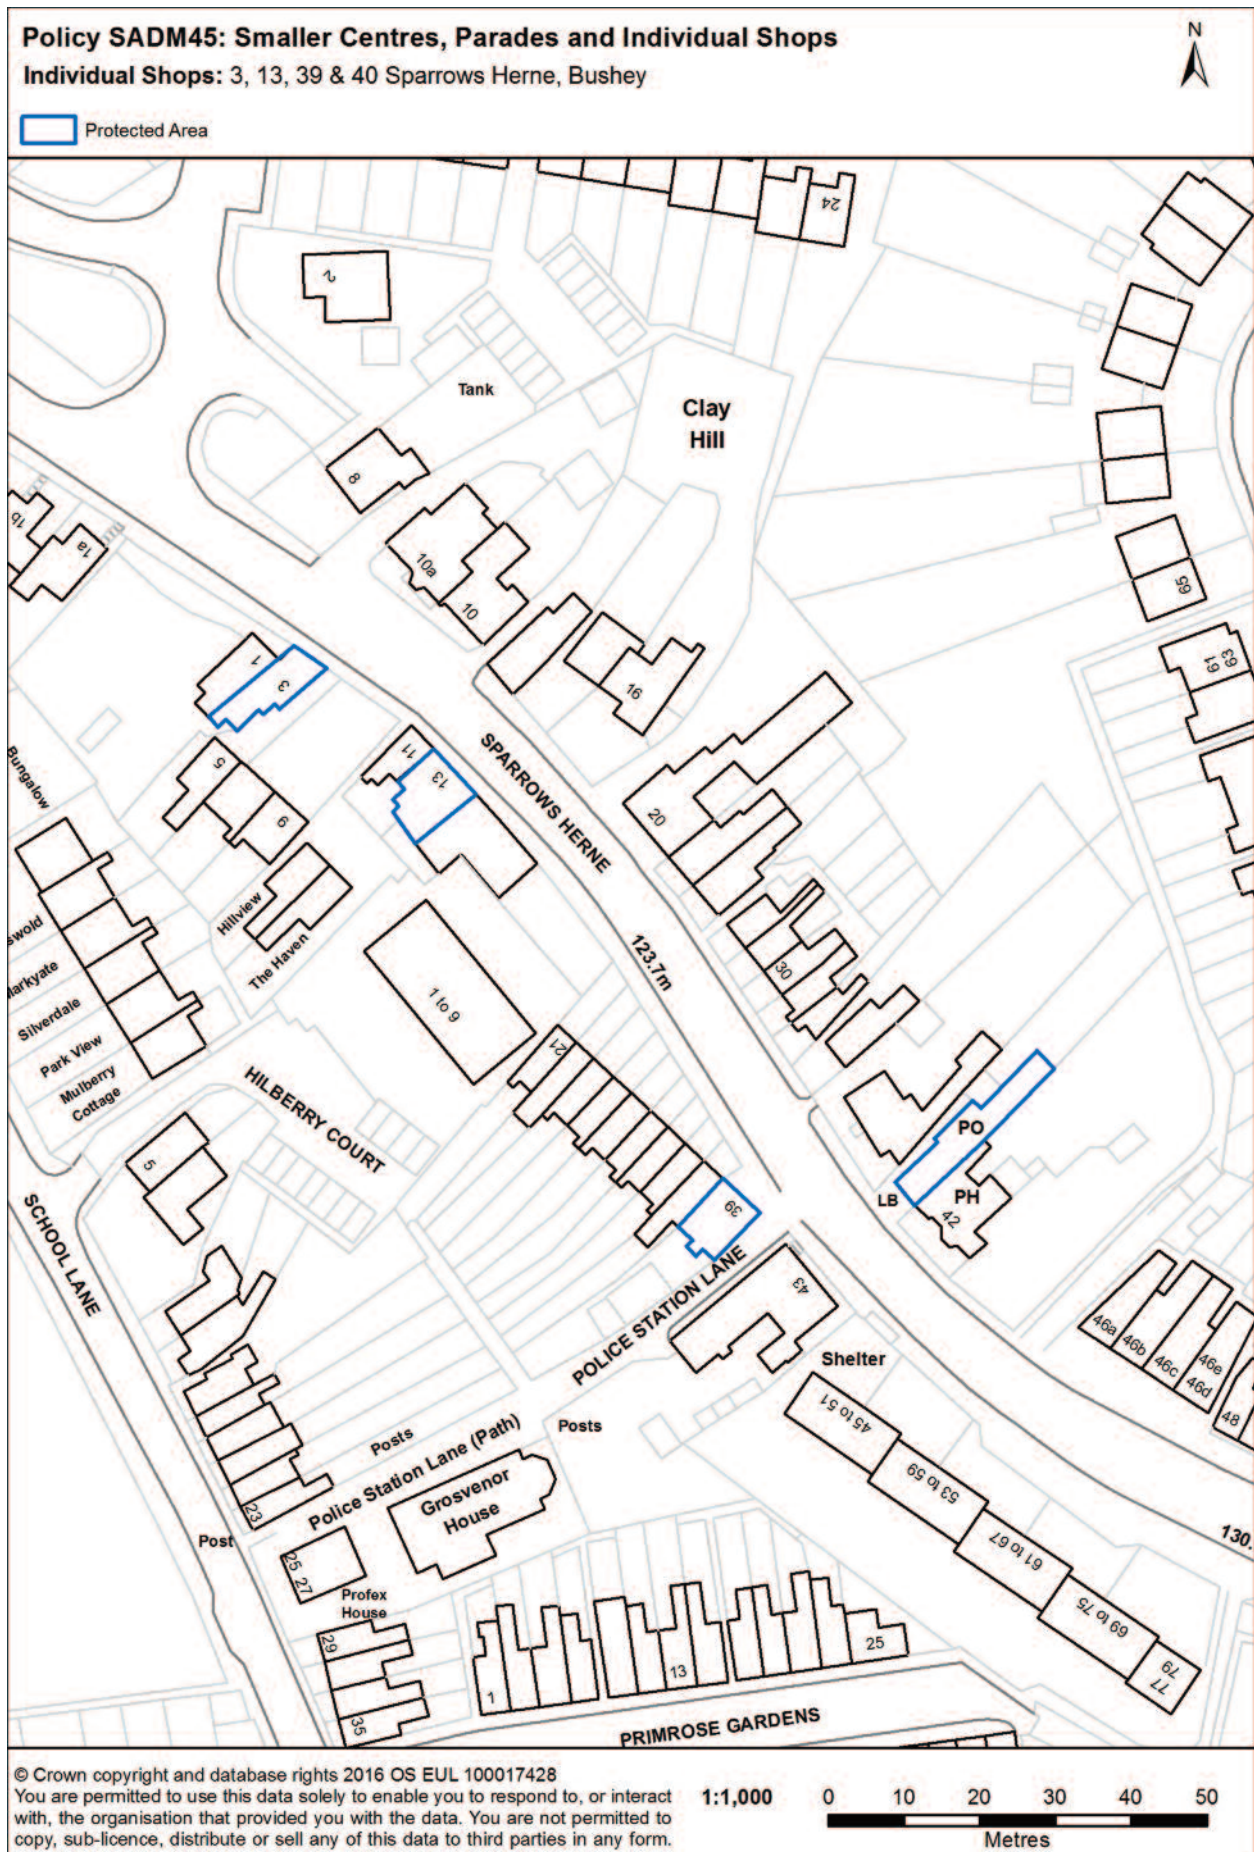 Policy SADM45: Smaller Centres, Parades and Individual Shops
Individual Shops: 3, 13, 39 & 40 Sparrows Herne, Bushey
N
Protected Area
24
2
Tank
Clay
Hill
8
1b
1a
10a
10
65
63
61
1
3
16
11
13
SPARROWS HERNE
5
9
Bungalow
20
Hillview
The Haven
swold
Markyate
Silverdale
Park View
Mulberry
Cottage
123.7m
30
1 to 9
21
HILBERRY COURT
5
PO
LB
PH
42
39
SCHOOL LANE
POLICE STATION LANE
43
Shelter
46a
46b
46c
46e
46d
48
45 to 51
53 to 59
61 to 67
69 to 75
77
79
130.
Posts
Posts
Police Station Lane (Path)
Grosvenor
House
23
Post
25
27
Profex
House
29
35
1
13
25
PRIMROSE GARDENS
© Crown copyright and database rights 2016 OS EUL 100017428
You are permitted to use this data solely to enable you to respond to, or interact
with, the organisation that provided you with the data. You are not permitted to
copy, sub-licence, distribute or sell any of this data to third parties in any form.
1:1,000
0 10 20 30 40 50
Metres